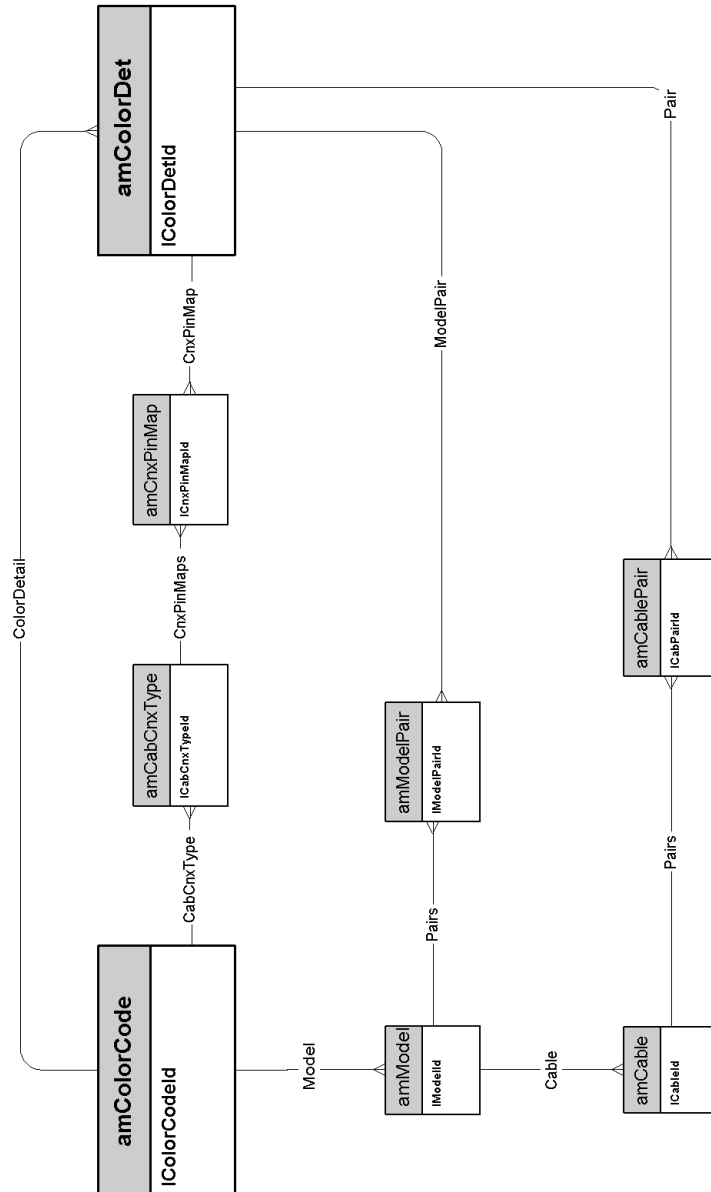 ColorDetail
amColorCode
lColorCodeId
CabCnxType
amCabCnxType
lCabCnxTypeId
CnxPinMaps
amCnxPinMap
lCnxPinMapId
CnxPinMap
amColorDet
lColorDetId
Model
amModel
lModelId
Pairs
amModelPair
lModelPairId
ModelPair
Cable
amCable
lCableId
Pairs
amCablePair
lCabPairId
Pair